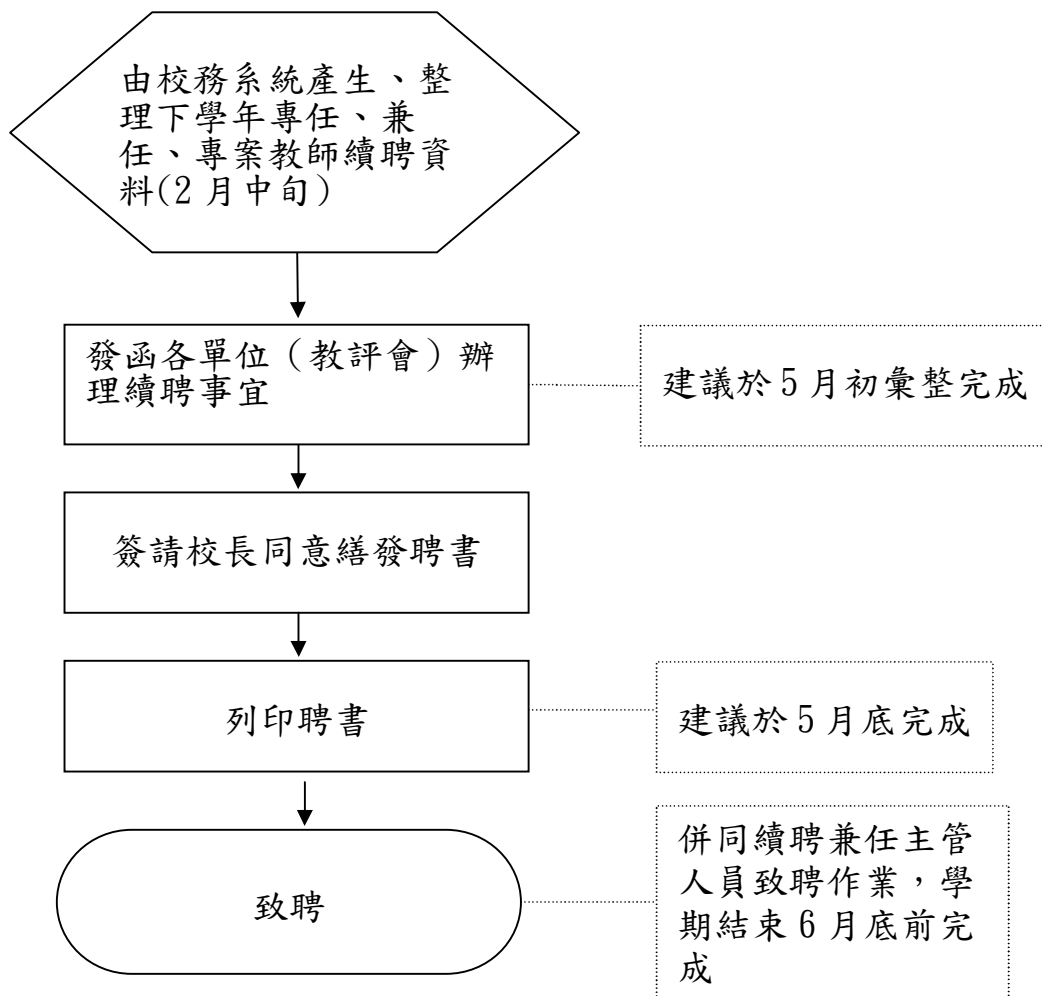 由校務系統產生、整
理下學年專任、兼
任、專案教師續聘資
料(2月中旬)
發函各單位（教評會）辦
理續聘事宜
建議於5月初彙整完成
簽請校長同意繕發聘書
列印聘書
建議於5月底完成
致聘
併同續聘兼任主管
人員致聘作業，學
期結束6月底前完
成